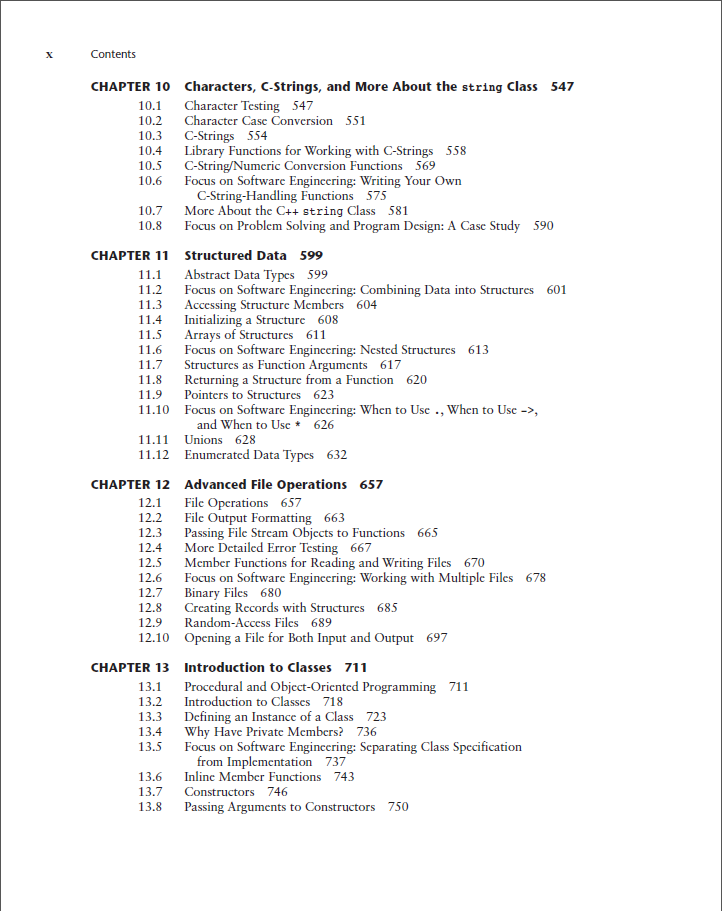 x Contents
CHAPTER 10 Characters, C-Strings, and More About the string Class 547
10.1 Character Testing 547
10.2 Character Case Conversion 551
10.3 C-Strings 554
10.4 Library Functions for Working with C-Strings 558
10.5 C-String/Numeric Conversion Functions 569
10.6 Focus on Software Engineering: Writing Your Own
C-String-Handling Functions 575
10.7 More About the C++ string Class 581
10.8 Focus on Problem Solving and Program Design: A Case Study 590
CHAPTER 11 Structured Data 599
11.1 Abstract Data Types 599
11.2 Focus on Software Engineering: Combining Data into Structures 601
11.3 Accessing Structure Members 604
11.4 Initializing a Structure 608
11.5 Arrays of Structures 611
11.6 Focus on Software Engineering: Nested Structures 613
11.7 Structures as Function Arguments 617
11.8 Returning a Structure from a Function 620
11.9 Pointers to Structures 623
11.10 Focus on Software Engineering: When to Use ., When to Use ->,
and When to Use * 626
11.11 Unions 628
11.12 Enumerated Data Types 632
CHAPTER 12 Advanced File Operations 657
12.1 File Operations 657
12.2 File Output Formatting 663
12.3 Passing File Stream Objects to Functions 665
12.4 More Detailed Error Testing 667
12.5 Member Functions for Reading and Writing Files 670
12.6 Focus on Software Engineering: Working with Multiple Files 678
12.7 Binary Files 680
12.8 Creating Records with Structures 685
12.9 Random-Access Files 689
12.10 Opening a File for Both Input and Output 697
CHAPTER 13 Introduction to Classes 711
13.1 Procedural and Object-Oriented Programming 711
13.2 Introduction to Classes 718
13.3 Defining an Instance of a Class 723
13.4 Why Have Private Members? 736
13.5 Focus on Software Engineering: Separating Class Specification
from Implementation 737
13.6 Inline Member Functions 743
13.7 Constructors 746
13.8 Passing Arguments to Constructors 750